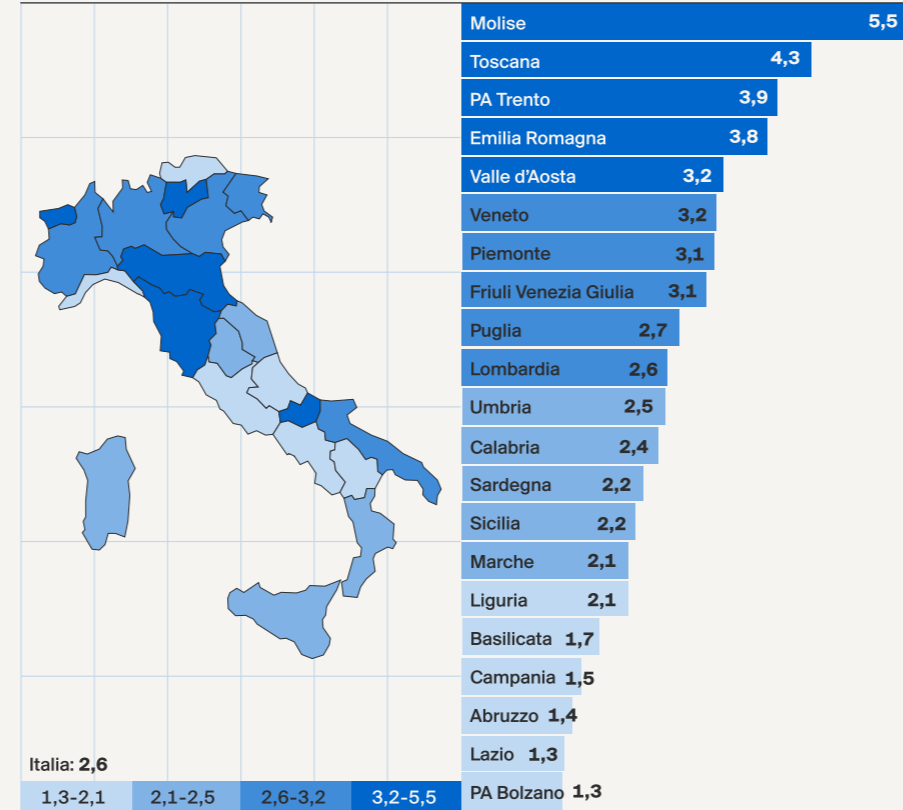 Molise 5,5
Toscana 4,3
PA Trento 3,9
Emilia Romagna 3,8
Valle d’Aosta 3,2
Veneto 3,2
Piemonte 3,1
Friuli Venezia Giulia 3,1
Puglia 2,7
Lombardia 2,6
Umbria 2,5
Calabria 2,4
Sardegna 2,2
Sicilia 2,2
Marche 2,1
Liguria 2,1
Basilicata 1,7
Campania 1,5
Abruzzo 1,4
Lazio 1,3
PA Bolzano 1,3
Italia: 2,6
1,3-2,1 2,1-2,5 2,6-3,2 3,2-5,5